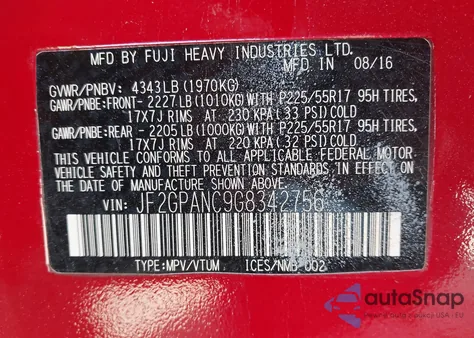 MFD BY FUJI HEAVY INDUSTRIES LTD.
MFD IN 08/16
GVWR/PNBV: 4343LB (1970KG)
GAWR/PNBE:FRONT- 2227 LB (1010KG) WITH P225/55R17 95H TIRES,
17X7J RIMS AT 230 KPA (33 PSI) COLD
GAWR/PNBE:REAR - 2205 LB (1000KG) WITH P225/55R17 95H TIRES,
17X7J RIMS AT 220 KPA (32 PSI) COLD
THIS VEHICLE CONFORMS TO ALL APPLICABLE FEDERAL MOTOR
VEHICLE SAFETY AND THEFT PREVENTION STANDARDS IN EFFECT
ON THE DATE OF MANUFACTURE SHOWN ABOVE.
VIN: JF2GPANC9G8342756
TYPE:MPV/VTUM ICES/NMB-002
autoSnap